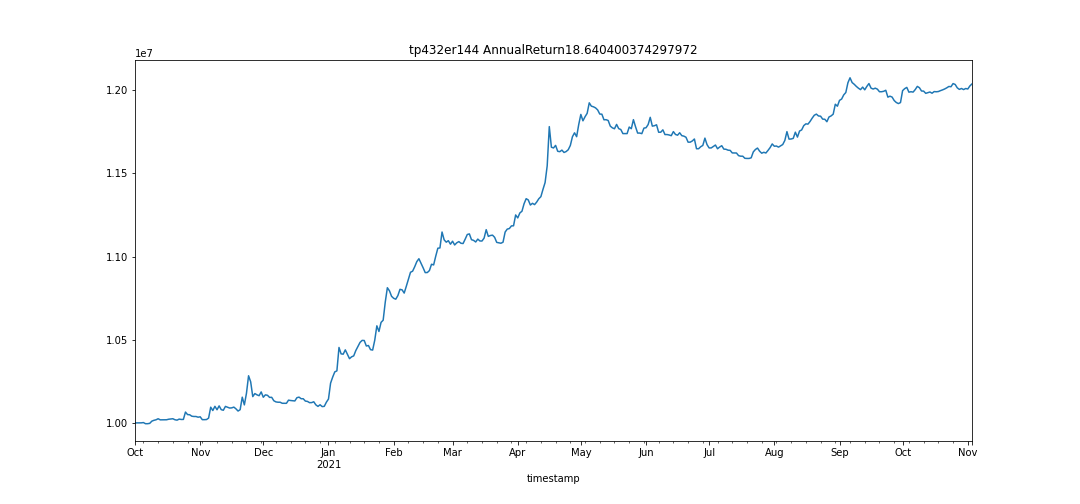 tp432er144 AnnualReturn18.640400374297972
1e7
1.20
1.15
1.10
1.05
1.00
Oct Nov Dec Jan Feb Mar Apr May Jun Jul Aug Sep Oct Nov
2021
timestamp